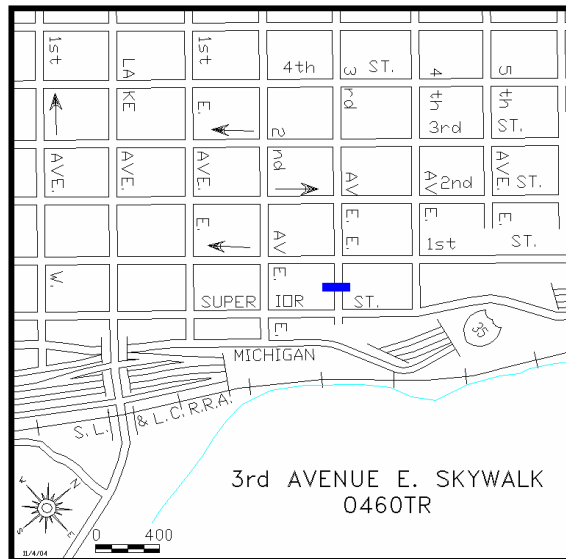 1st
LAKE
1st
4th
3
ST.
4
5
rd
th
th
E.
2
3rd
ST.
nd
AVE.
AVE.
AVE.
AV
AV
2nd
AVE.
ST.
E.
AV
E.
E.
E.
E.
1st
ST.
W.
E.
SUPER
IOR
ST.
E.
35
MICHIGAN
S. L.
& L.C. R.R.A.
3rd AVENUE E. SKYWALK
0460TR
N
E
S
W
0
400
11/4/04